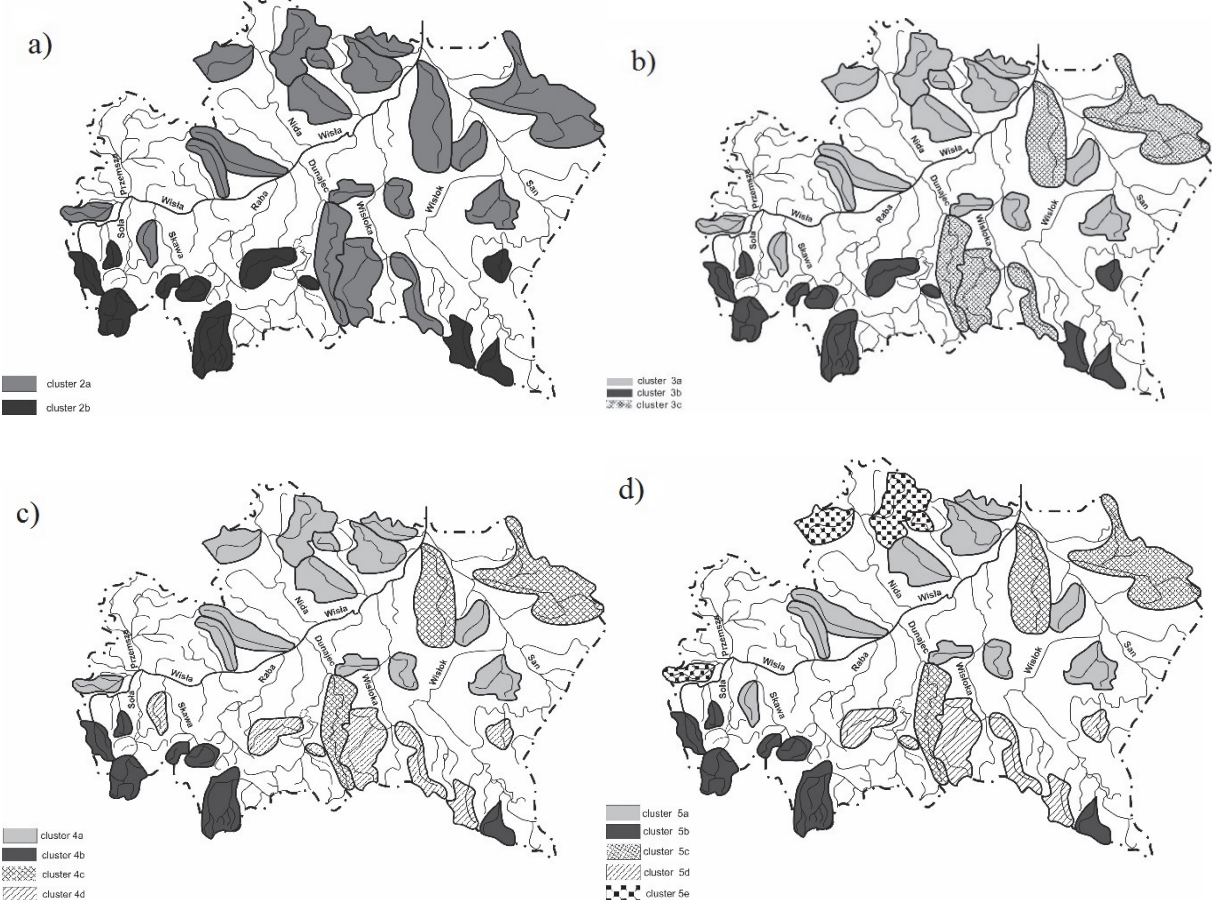 a)
Nida
Wisła
Przemsza
Dunajec
San
Wisła
Raba
Wisłoka
Wisłok
Soła
Skawa
cluster 2a
cluster 2b
b)
Nida
Wisła
Przemsza
Dunajec
San
Wisła
Raba
Wisłoka
Wisłok
Soła
Skawa
cluster 3a
cluster 3b
cluster 3c
c)
Nida
Wisła
Przemsza
Dunajec
San
Wisła
Raba
Wisłoka
Wisłok
Soła
Skawa
cluster 4a
cluster 4b
cluster 4c
cluster 4d
d)
Nida
Wisła
Przemsza
Dunajec
San
Wisła
Raba
Wisłoka
Wisłok
Soła
Skawa
cluster 5a
cluster 5b
cluster 5c
cluster 5d
cluster 5e